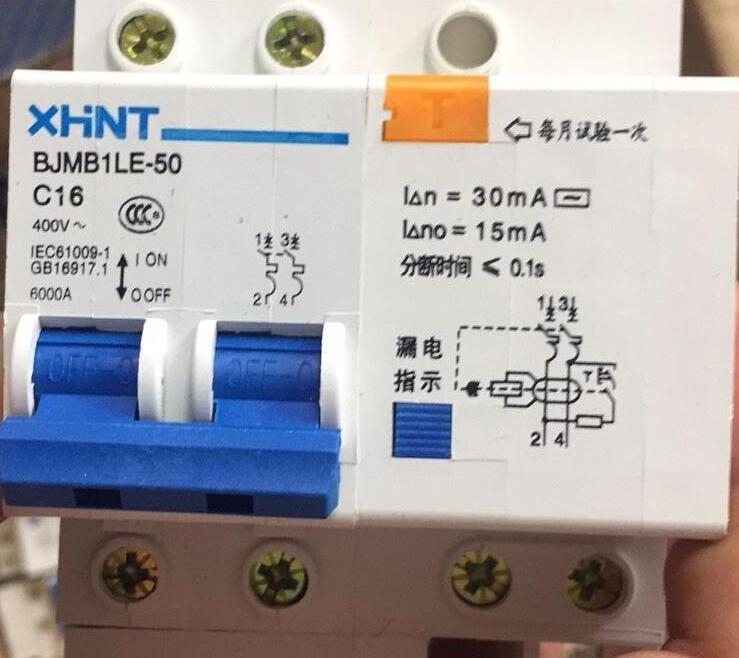 XHNT
BJMB1LE-50
C16
400V~
CCC
IEC61009-1
GB16917.1
I ON
6000A
O OFF
1 3
2 4
OFF-O
OFF-O
T
每月试验一次
I△n = 30mA
I△no = 15mA
分断时间 ≤ 0.1s
漏电
指示
1 3
T
2 4